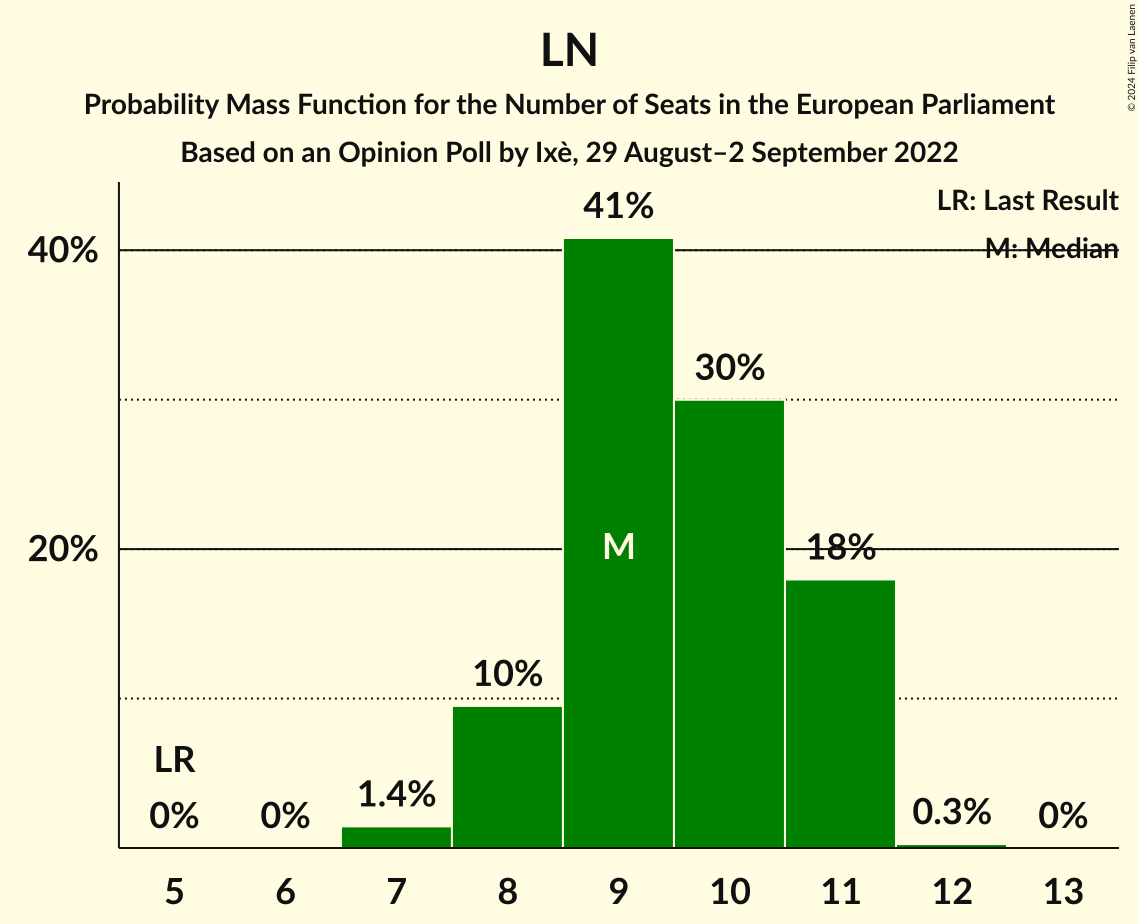 LN
Probability Mass Function for the Number of Seats in the European Parliament
Based on an Opinion Poll by Ixè, 29 August–2 September 2022
© 2024 Filip van Laenen
LR: Last Result
M: Median
40%
20%
41%
30%
18%
10%
1.4%
0.3%
0%
0%
0%
LR
M
5 6 7 8 9 10 11 12 13